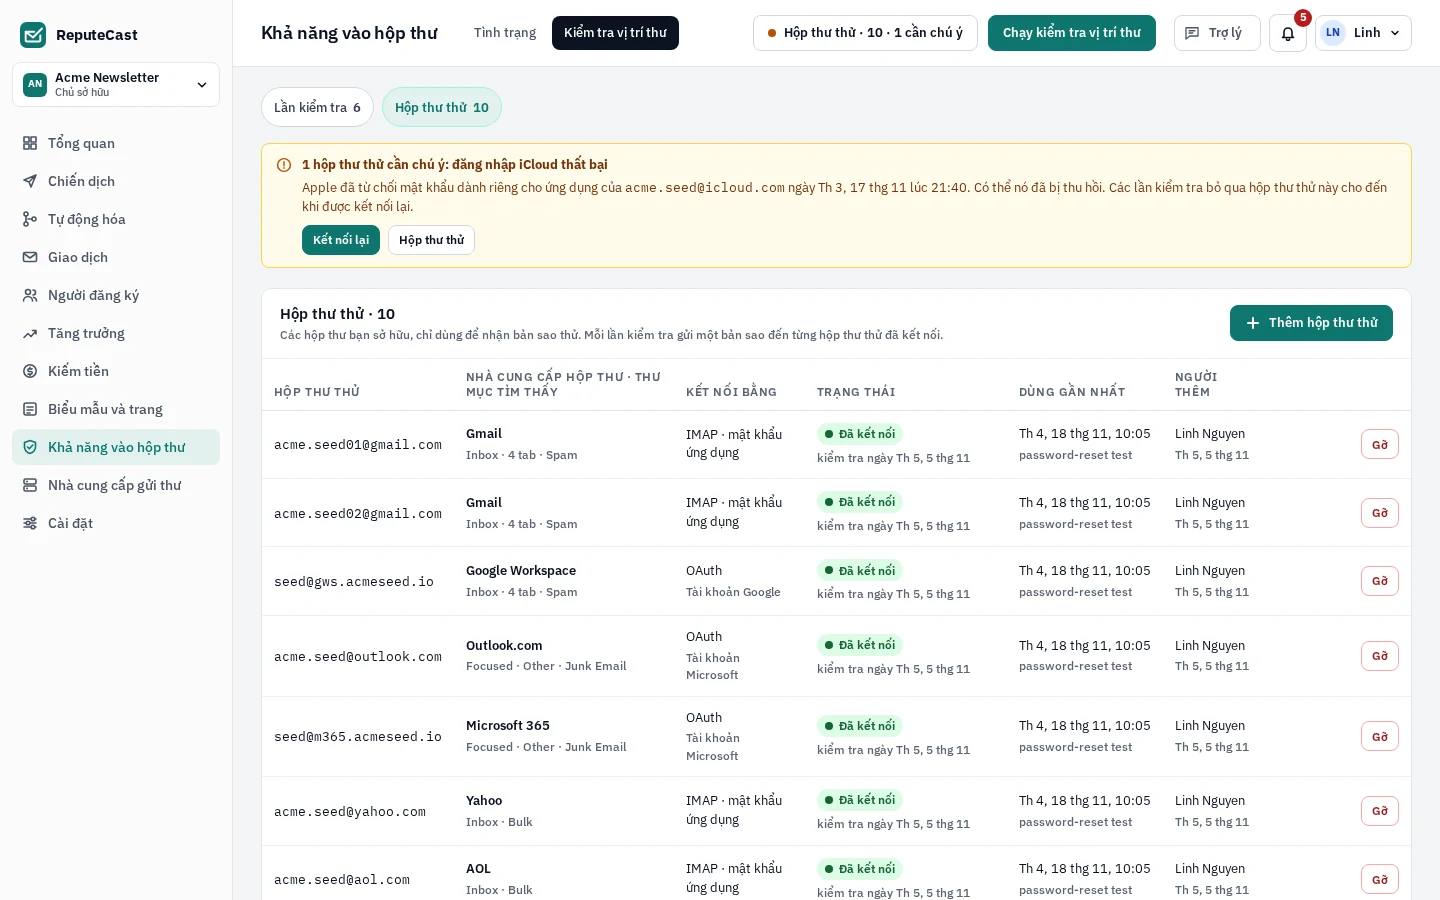 ReputeCast
AN
Acme Newsletter
Chủ sở hữu
Tổng quan
Chiến dịch
Tự động hóa
Giao dịch
Người đăng ký
Tăng trưởng
Kiếm tiền
Biểu mẫu và trang
Khả năng vào hộp thư
Nhà cung cấp gửi thư
Cài đặt
Khả năng vào hộp thư
Tình trạng
Kiểm tra vị trí thư
Hộp thư thử · 10 · 1 cần chú ý
Chạy kiểm tra vị trí thư
Trợ lý
5
LN
Linh
Lần kiểm tra 6
Hộp thư thử 10
1 hộp thư thử cần chú ý: đăng nhập iCloud thất bại
Apple đã từ chối mật khẩu dành riêng cho ứng dụng của acme.seed@icloud.com ngày Th 3, 17 thg 11 lúc 21:40. Có thể nó đã bị thu hồi. Các lần kiểm tra bỏ qua hộp thư thử này cho đến
khi được kết nối lại.
Kết nối lại
Hộp thư thử
Hộp thư thử · 10
Các hộp thư bạn sở hữu, chỉ dùng để nhận bản sao thử. Mỗi lần kiểm tra gửi một bản sao đến từng hộp thư thử đã kết nối.
Thêm hộp thư thử
HỘP THƯ THỬ
NHÀ CUNG CẤP HỘP THƯ · THƯ
MỤC TÌM THẤY
KẾT NỐI BẰNG
TRẠNG THÁI
DÙNG GẦN NHẤT
NGƯỜI
THÊM
acme.seed01@gmail.com
Gmail
Inbox · 4 tab · Spam
IMAP · mật khẩu
ứng dụng
Đã kết nối
kiểm tra ngày Th 5, 5 thg 11
Th 4, 18 thg 11, 10:05
password-reset test
Linh Nguyen
Th 5, 5 thg 11
Gỡ
acme.seed02@gmail.com
Gmail
Inbox · 4 tab · Spam
IMAP · mật khẩu
ứng dụng
Đã kết nối
kiểm tra ngày Th 5, 5 thg 11
Th 4, 18 thg 11, 10:05
password-reset test
Linh Nguyen
Th 5, 5 thg 11
Gỡ
seed@gws.acmeseed.io
Google Workspace
Inbox · 4 tab · Spam
OAuth
Tài khoản Google
Đã kết nối
kiểm tra ngày Th 5, 5 thg 11
Th 4, 18 thg 11, 10:05
password-reset test
Linh Nguyen
Th 5, 5 thg 11
Gỡ
acme.seed@outlook.com
Outlook.com
Focused · Other · Junk Email
OAuth
Tài khoản
Microsoft
Đã kết nối
kiểm tra ngày Th 5, 5 thg 11
Th 4, 18 thg 11, 10:05
password-reset test
Linh Nguyen
Th 5, 5 thg 11
Gỡ
seed@m365.acmeseed.io
Microsoft 365
Focused · Other · Junk Email
OAuth
Tài khoản
Microsoft
Đã kết nối
kiểm tra ngày Th 5, 5 thg 11
Th 4, 18 thg 11, 10:05
password-reset test
Linh Nguyen
Th 5, 5 thg 11
Gỡ
acme.seed@yahoo.com
Yahoo
Inbox · Bulk
IMAP · mật khẩu
ứng dụng
Đã kết nối
kiểm tra ngày Th 5, 5 thg 11
Th 4, 18 thg 11, 10:05
password-reset test
Linh Nguyen
Th 5, 5 thg 11
Gỡ
acme.seed@aol.com
AOL
Inbox · Bulk
IMAP · mật khẩu
ứng dụng
Đã kết nối
kiểm tra ngày Th 5, 5 thg 11
Th 4, 18 thg 11, 10:05
password-reset test
Linh Nguyen
Th 5, 5 thg 11
Gỡ